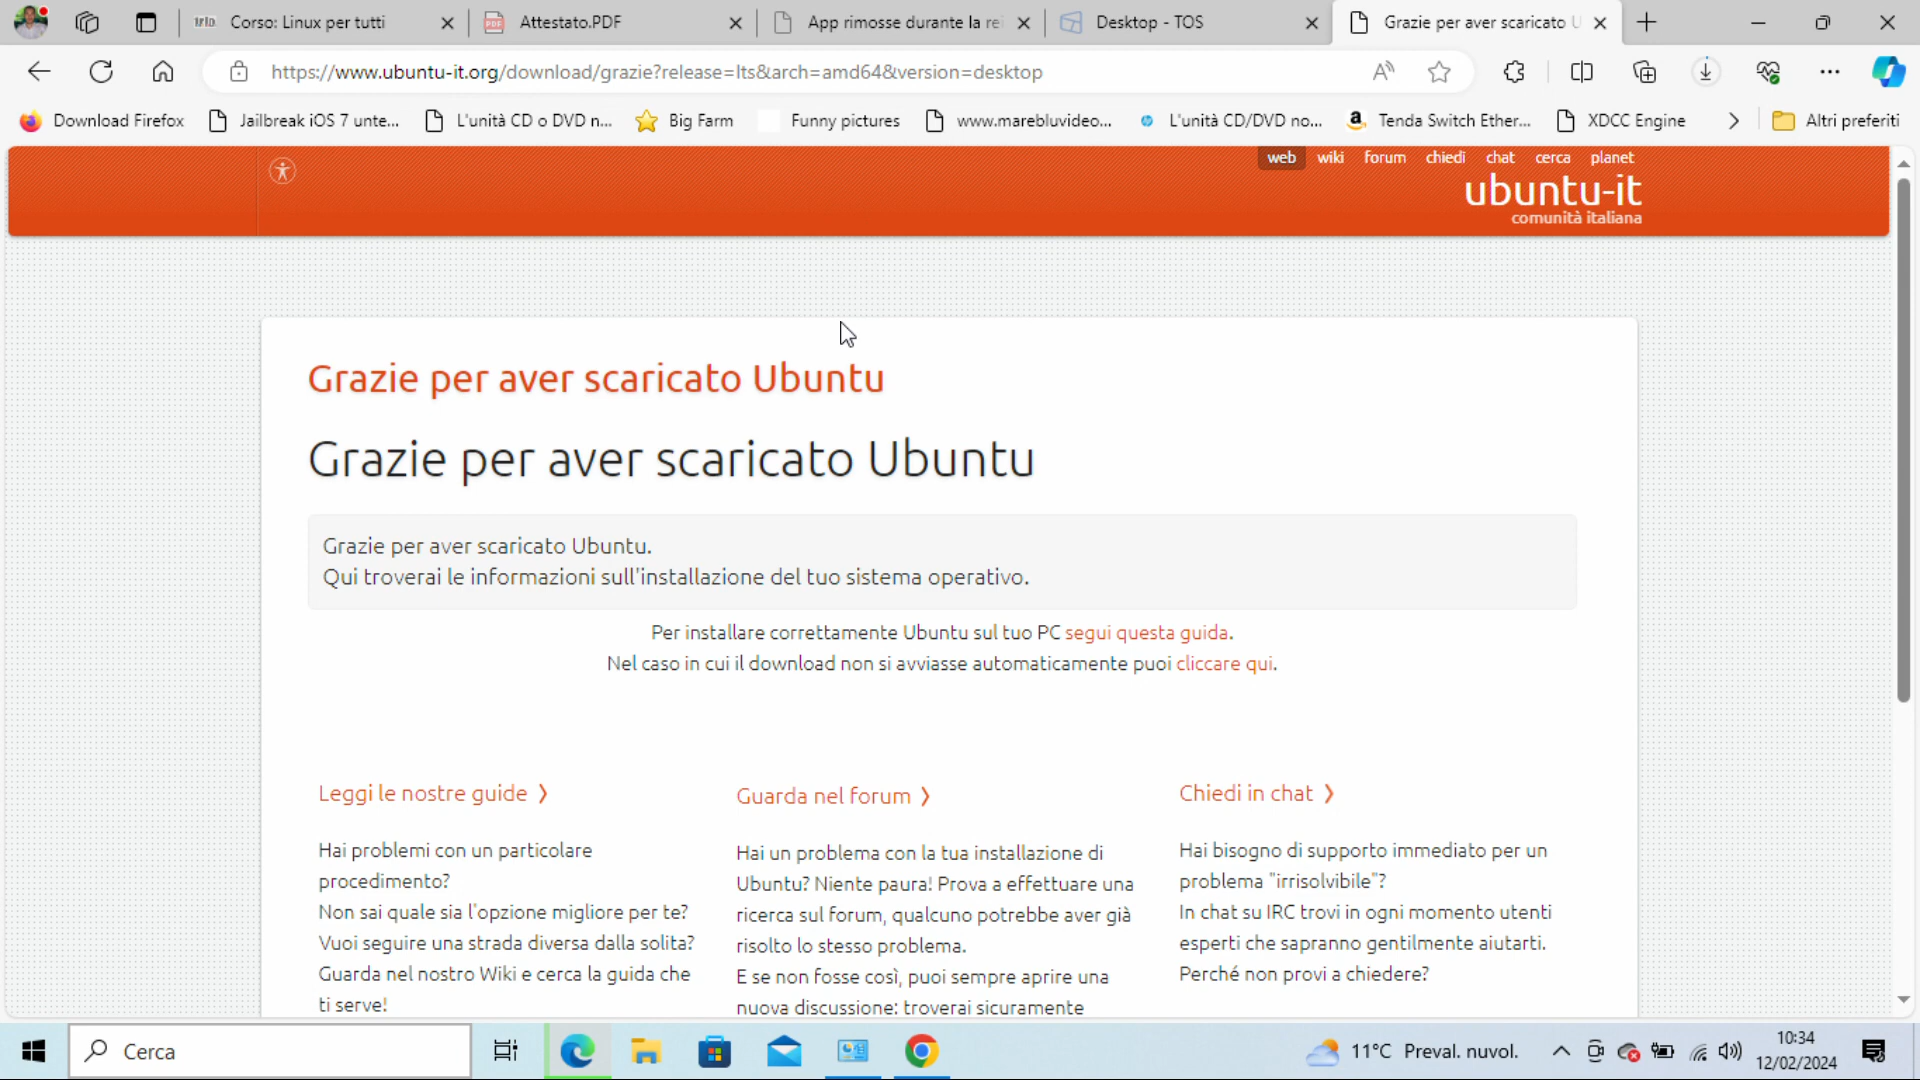 Corso: Linux per tutti
Attestato.PDF
App rimosse durante la rei
Desktop - TOS
Grazie per aver scaricato U
https://www.ubuntu-it.org/download/grazie?release=lts&arch=amd64&version=desktop
Download Firefox
Jailbreak iOS 7 unte...
L'unità CD o DVD n...
Big Farm
Funny pictures
www.marebluvideo...
L'unità CD/DVD no...
Tenda Switch Ether...
XDCC Engine
Altri preferiti
web wiki forum chiedi chat cerca planet
ubuntu-it
comunità italiana
Grazie per aver scaricato Ubuntu
Grazie per aver scaricato Ubuntu
Grazie per aver scaricato Ubuntu.
Qui troverai le informazioni sull'installazione del tuo sistema operativo.
Per installare correttamente Ubuntu sul tuo PC segui questa guida.
Nel caso in cui il download non si avviasse automaticamente puoi cliccare qui.
Leggi le nostre guide ❭
Hai problemi con un particolare
procedimento?
Non sai quale sia l'opzione migliore per te?
Vuoi seguire una strada diversa dalla solita?
Guarda nel nostro Wiki e cerca la guida che
ti serve!
Guarda nel forum ❭
Hai un problema con la tua installazione di
Ubuntu? Niente paura! Prova a effettuare una
ricerca sul forum, qualcuno potrebbe aver già
risolto lo stesso problema.
E se non fosse così, puoi sempre aprire una
nuova discussione: troverai sicuramente
Chiedi in chat ❭
Hai bisogno di supporto immediato per un
problema "irrisolvibile"?
In chat su IRC trovi in ogni momento utenti
esperti che sapranno gentilmente aiutarti.
Perché non provi a chiedere?
Cerca
11°C Preval. nuvol.
10:34
12/02/2024